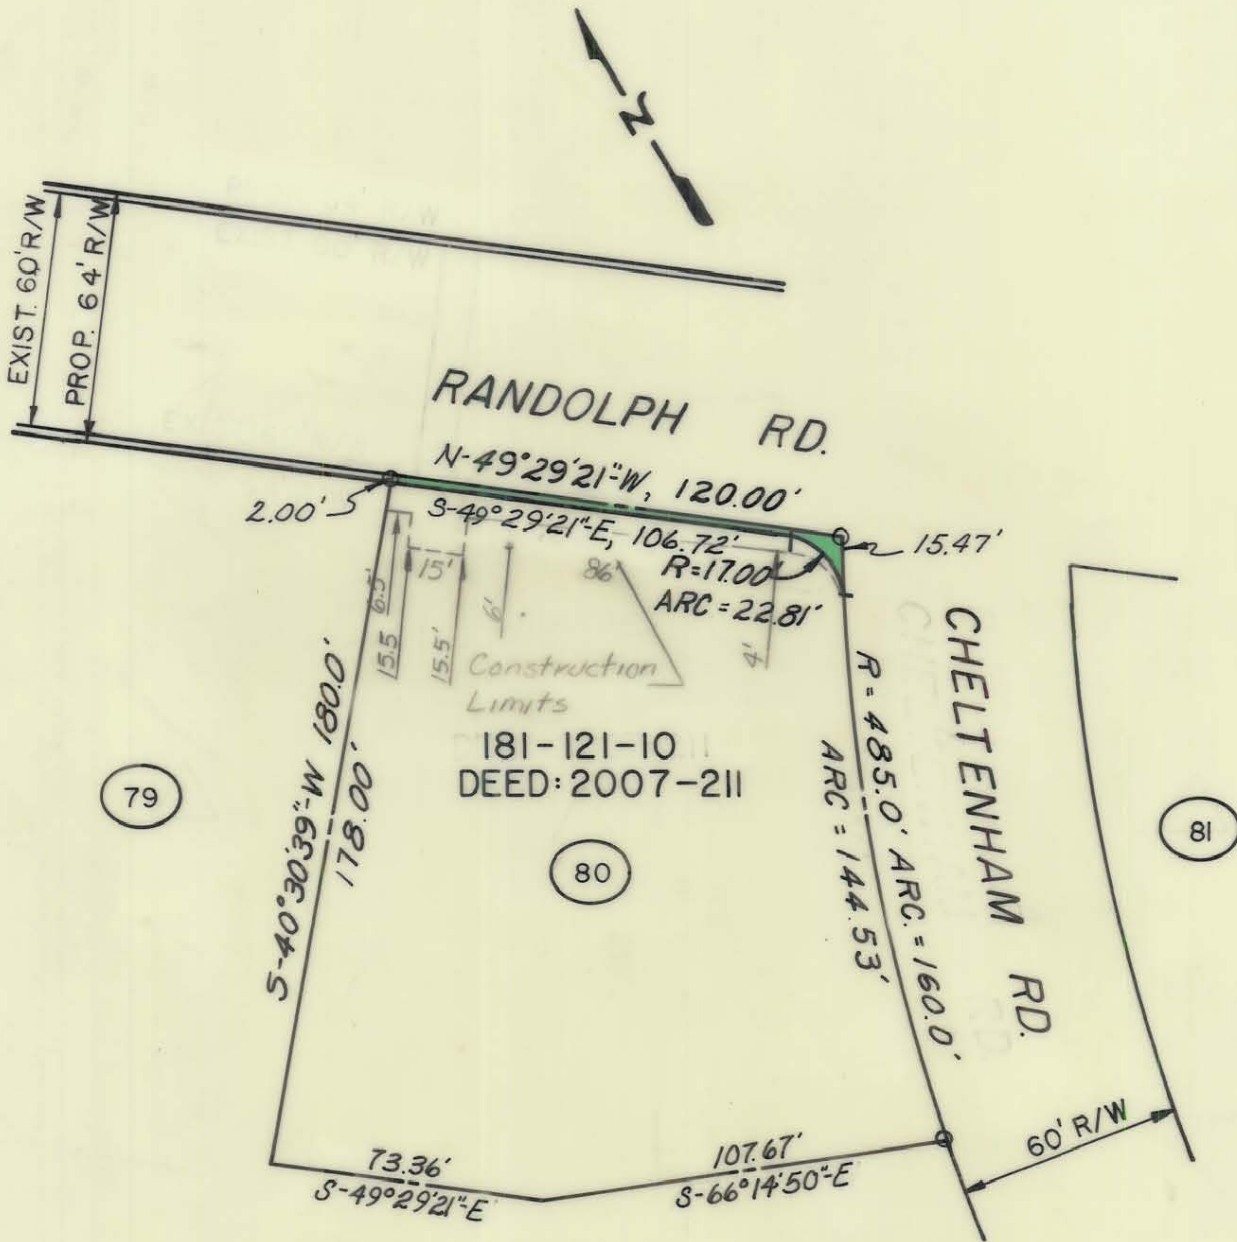 N
EXIST. 60' R/W
PROP. 64' R/W
RANDOLPH RD.
N-49°29'21"-W, 120.00'
2.00'
S-49°29'21"-E, 106.72'
15.47'
R=17.00'
ARC = 22.81'
15'
86'
6.5'
15.5
15.5'
6'
4'
Construction
Limits
181-121-10
DEED: 2007-211
S-40°30'39"-W 180.0'
178.00'
79
80
81
R = 485.0' ARC. = 160.0'
ARC = 144.53'
CHELTENHAM RD.
60' R/W
73.36'
S-49°29'21"-E
107.67'
S-66°14'50"-E